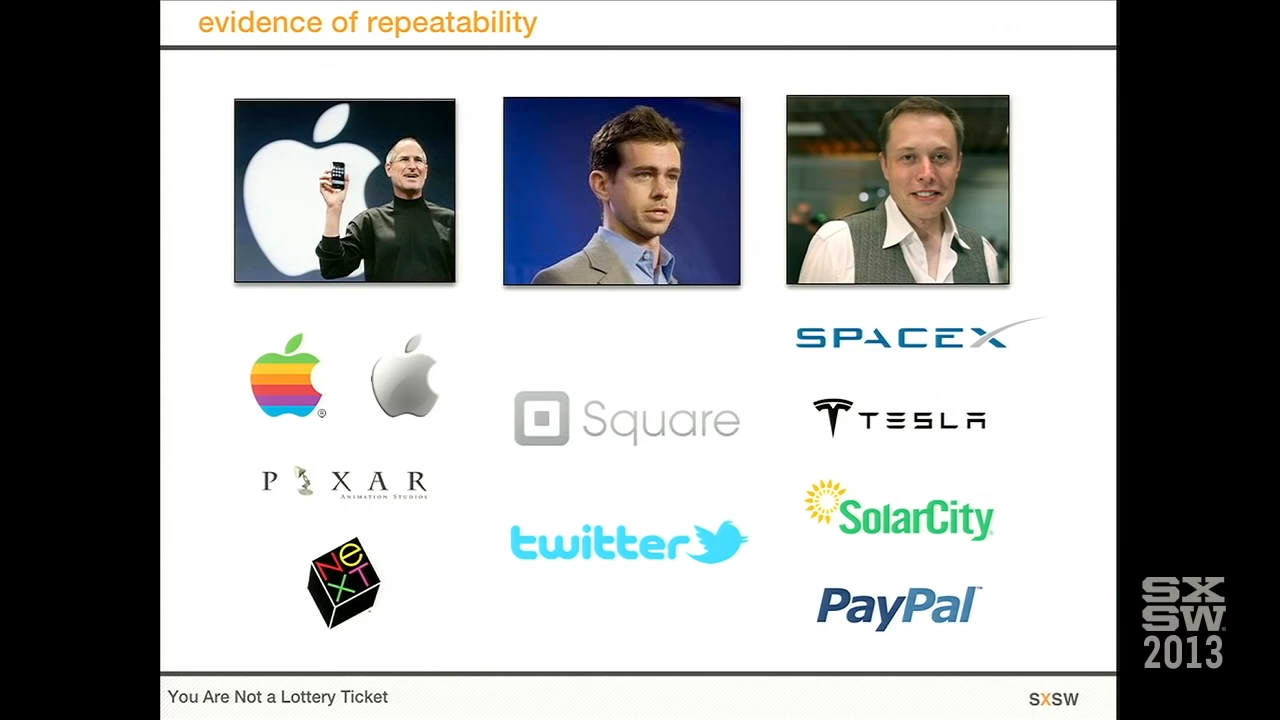 evidence of repeatability
SPACEX
TESLA
Square
SolarCity
PIXAR
ANIMATION STUDIOS
twitter
NeXT
PayPal™
SXSW.
2013
You Are Not a Lottery Ticket
SXSW